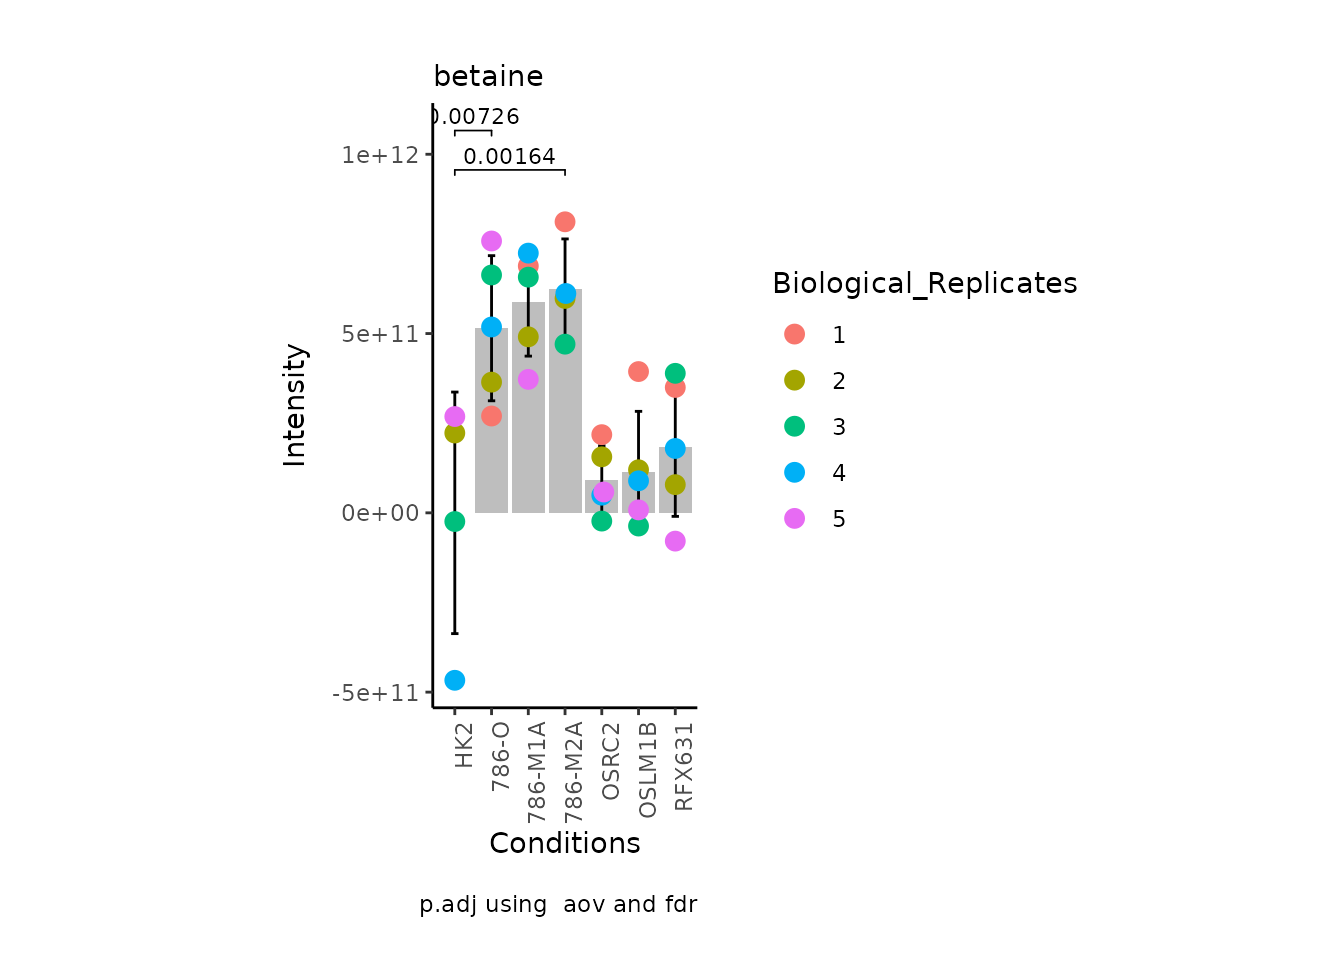 betaine
0.00726
0.00164
1e+12
5e+11
0e+00
-5e+11
Intensity
HK2
786-O
786-M1A
786-M2A
OSRC2
OSLM1B
RFX631
Conditions
Biological_Replicates
1
2
3
4
5
p.adj using  aov and fdr